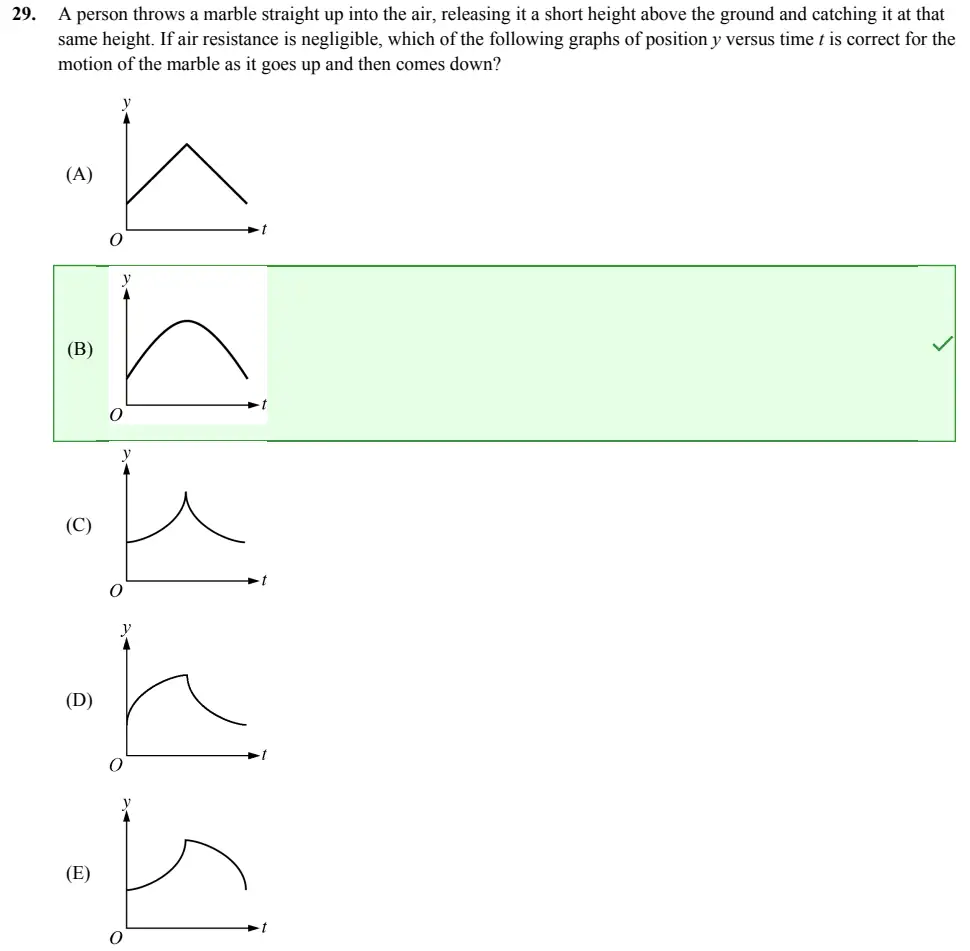 29. A person throws a marble straight up into the air, releasing it a short height above the ground and catching it at that
same height. If air resistance is negligible, which of the following graphs of position y versus time t is correct for the
motion of the marble as it goes up and then comes down?
y
(A)
t
O
y
(B)
t
O
y
(C)
t
O
y
(D)
t
O
y
(E)
t
O